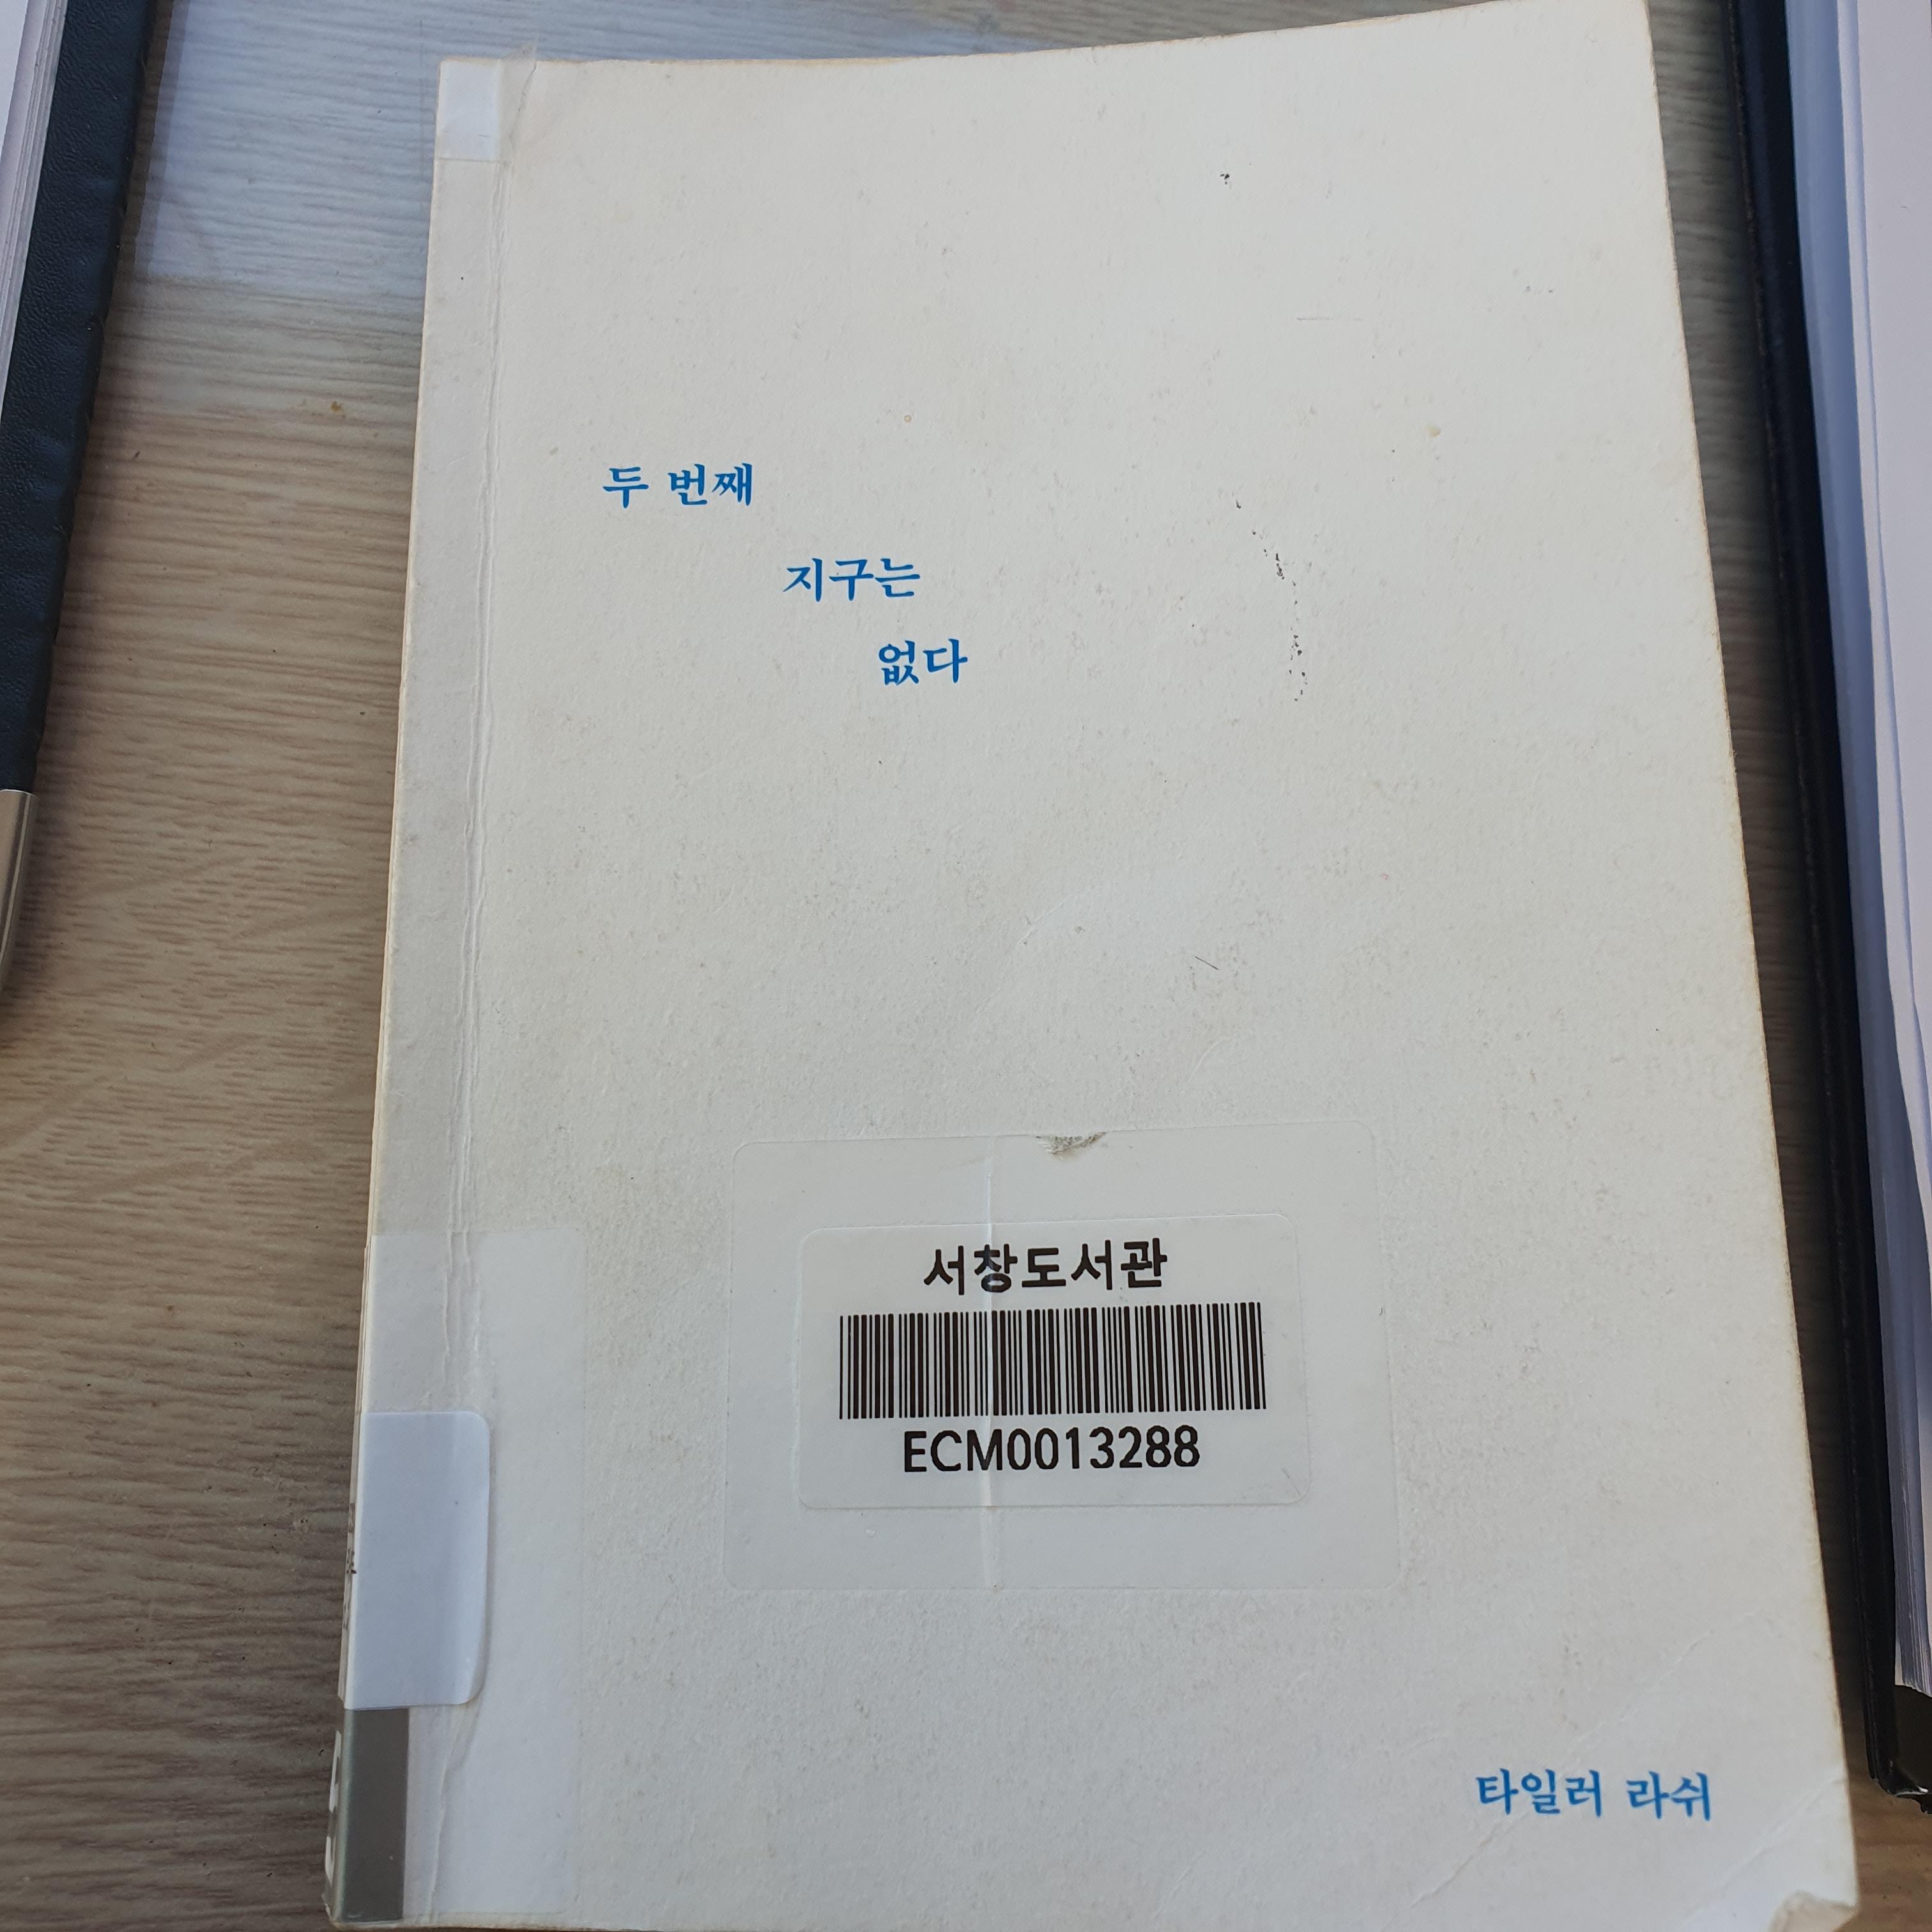 두 번째
지구는
없다
서창도서관
ECM0013288
타일러 라쉬